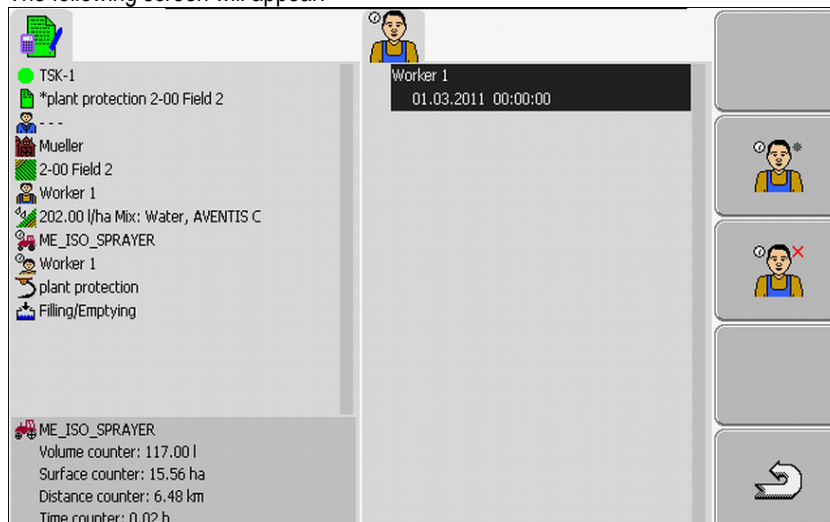 The following screen will appear:
TSK-1
*plant protection 2-00 Field 2
---
Mueller
2-00 Field 2
Worker 1
202.00 l/ha Mix: Water, AVENTIS C
ME_ISO_SPRAYER
Worker 1
plant protection
Filling/Emptying
ME_ISO_SPRAYER
Volume counter: 117.00 l
Surface counter: 15.56 ha
Distance counter: 6.48 km
Time counter: 0.02 h
Worker 1
01.03.2011 00:00:00